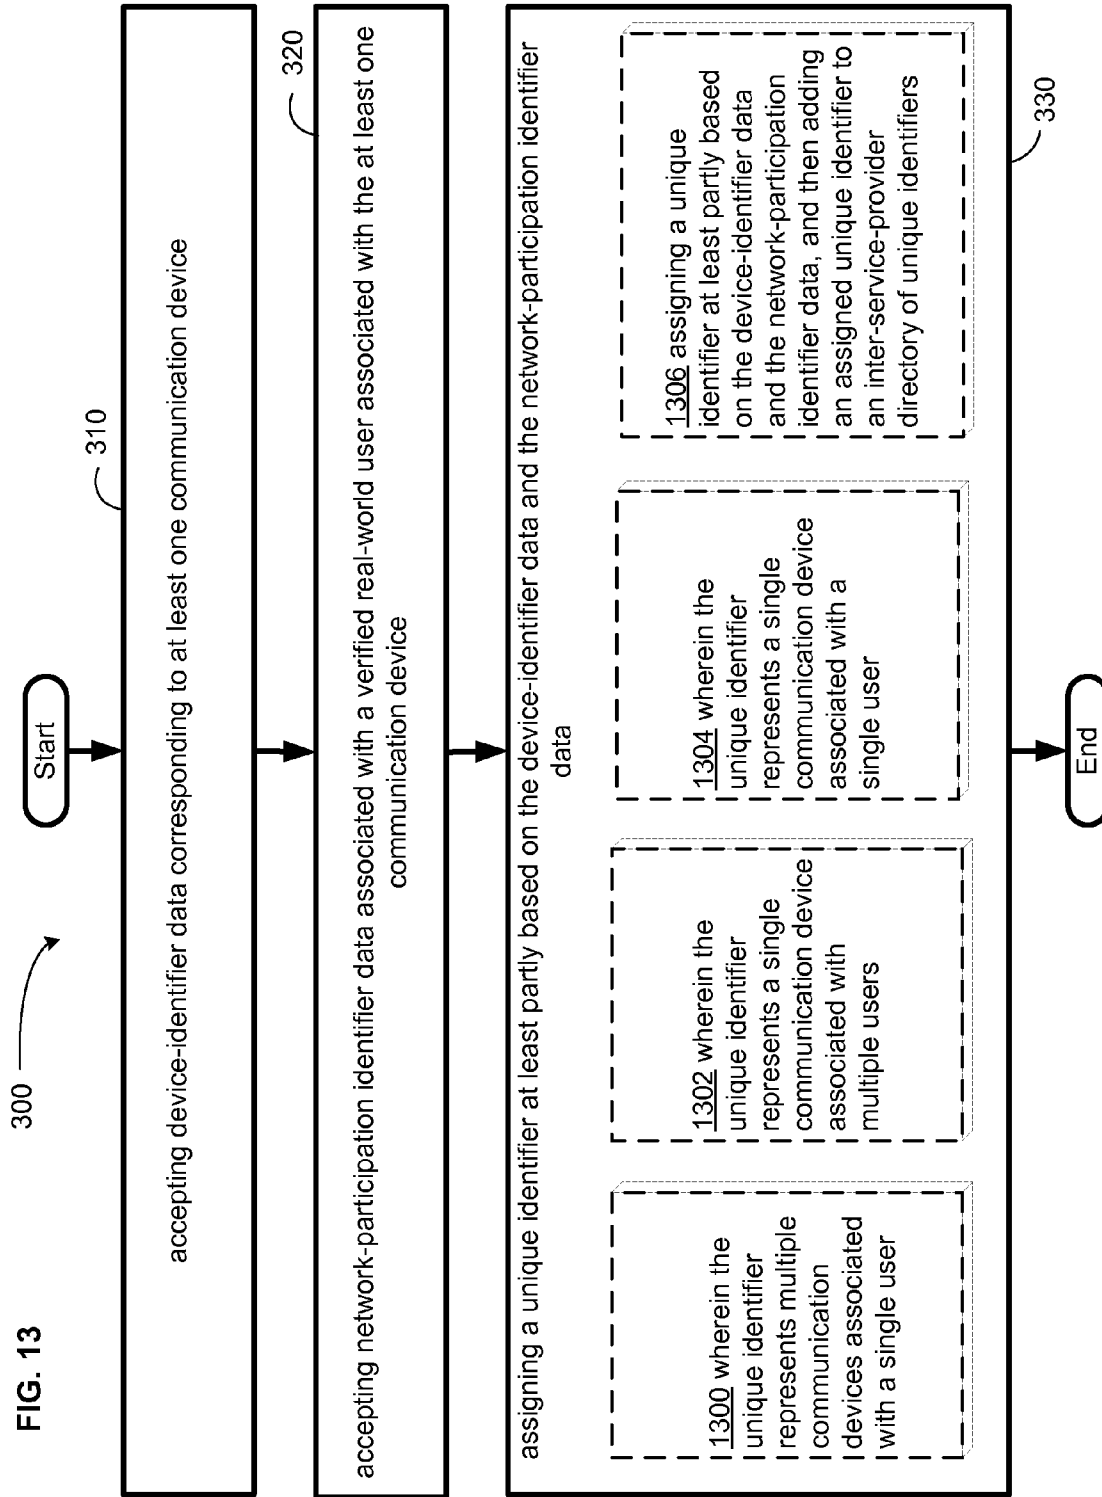 FIG. 13
300
Start
310
accepting device-identifier data corresponding to at least one communication device
320
accepting network-participation identifier data associated with a verified real-world user associated with the at least one
communication device
assigning a unique identifier at least partly based on the device-identifier data and the network-participation identifier
data
1300 wherein the
unique identifier
represents multiple
communication
devices associated
with a single user
1302 wherein the
unique identifier
represents a single
communication device
associated with
multiple users
1304 wherein the
unique identifier
represents a single
communication device
associated with a
single user
1306 assigning a unique
identifier at least partly based
on the device-identifier data
and the network-participation
identifier data, and then adding
an assigned unique identifier to
an inter-service-provider
directory of unique identifiers
330
End